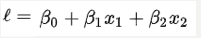 ℓ = β₀ + β₁x₁ + β₂x₂